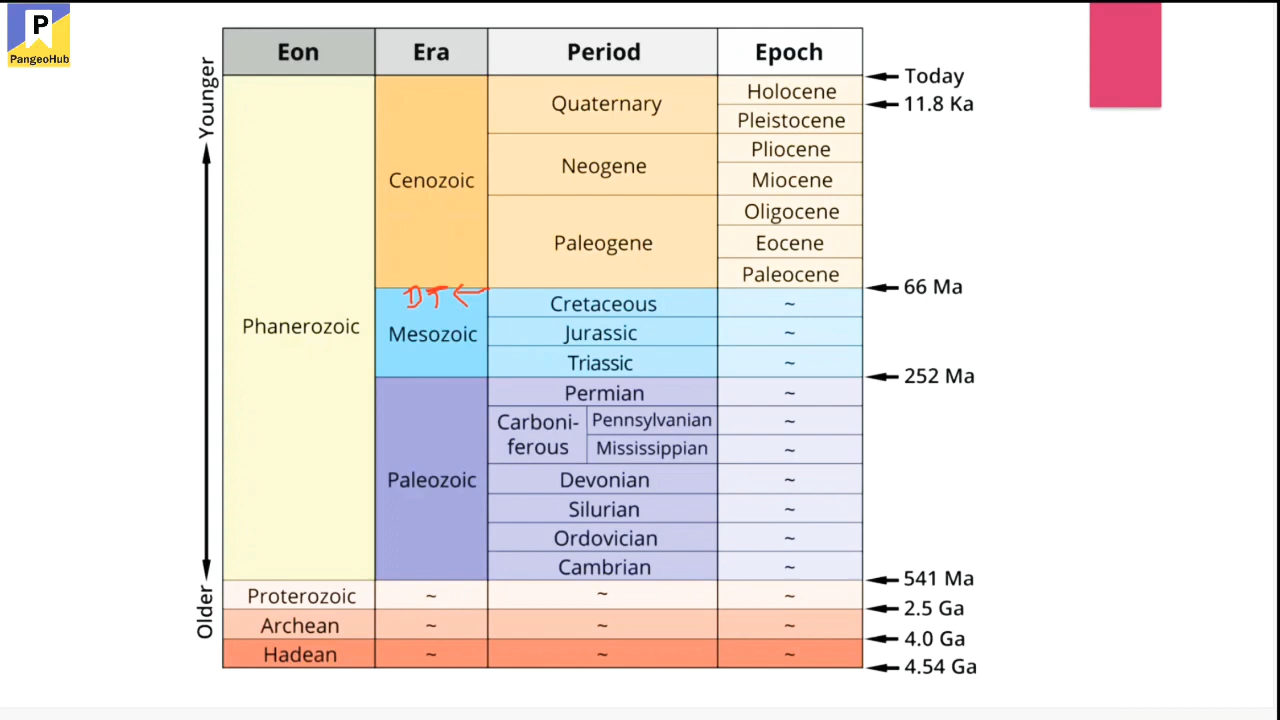 P
PangeoHub
Eon Era Period Epoch
Younger
Older
Phanerozoic
Proterozoic
Archean
Hadean
Cenozoic
DT ←
Mesozoic
Paleozoic
~
~
~
Quaternary
Neogene
Paleogene
Cretaceous
Jurassic
Triassic
Permian
Carboni-
ferous
Pennsylvanian
Mississippian
Devonian
Silurian
Ordovician
Cambrian
~
~
~
Holocene
Pleistocene
Pliocene
Miocene
Oligocene
Eocene
Paleocene
~
~
~
~
~
~
~
~
~
~
~
~
~
Today
11.8 Ka
66 Ma
252 Ma
541 Ma
2.5 Ga
4.0 Ga
4.54 Ga